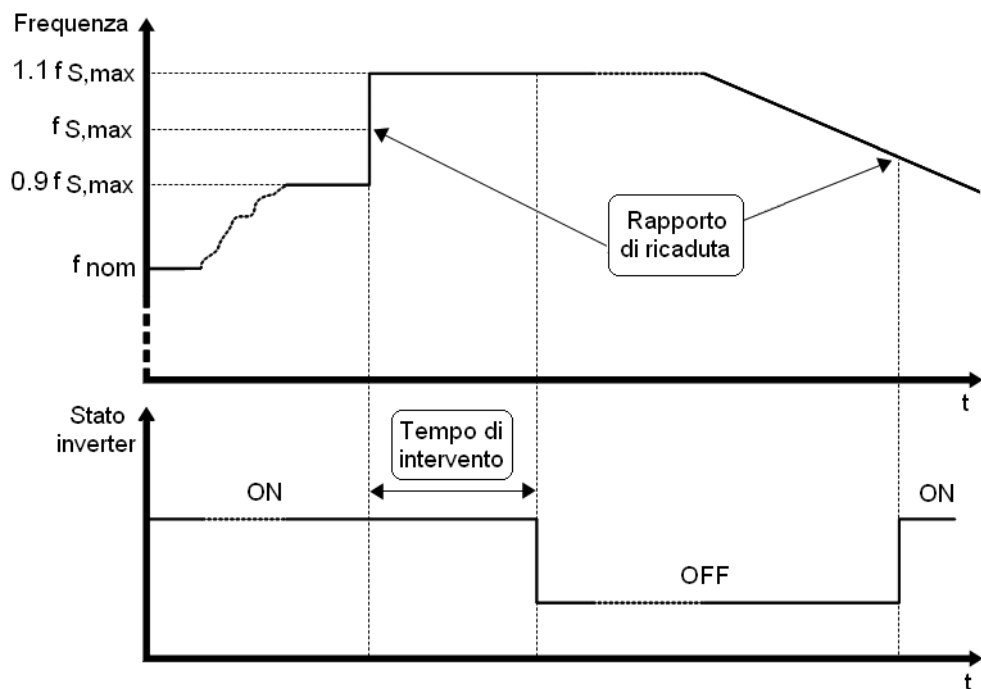 Frequenza
1.1 f S,max
f S,max
0.9 f S,max
f nom
Rapporto
di ricaduta
t
Stato
inverter
Tempo di
intervento
ON
ON
OFF
t